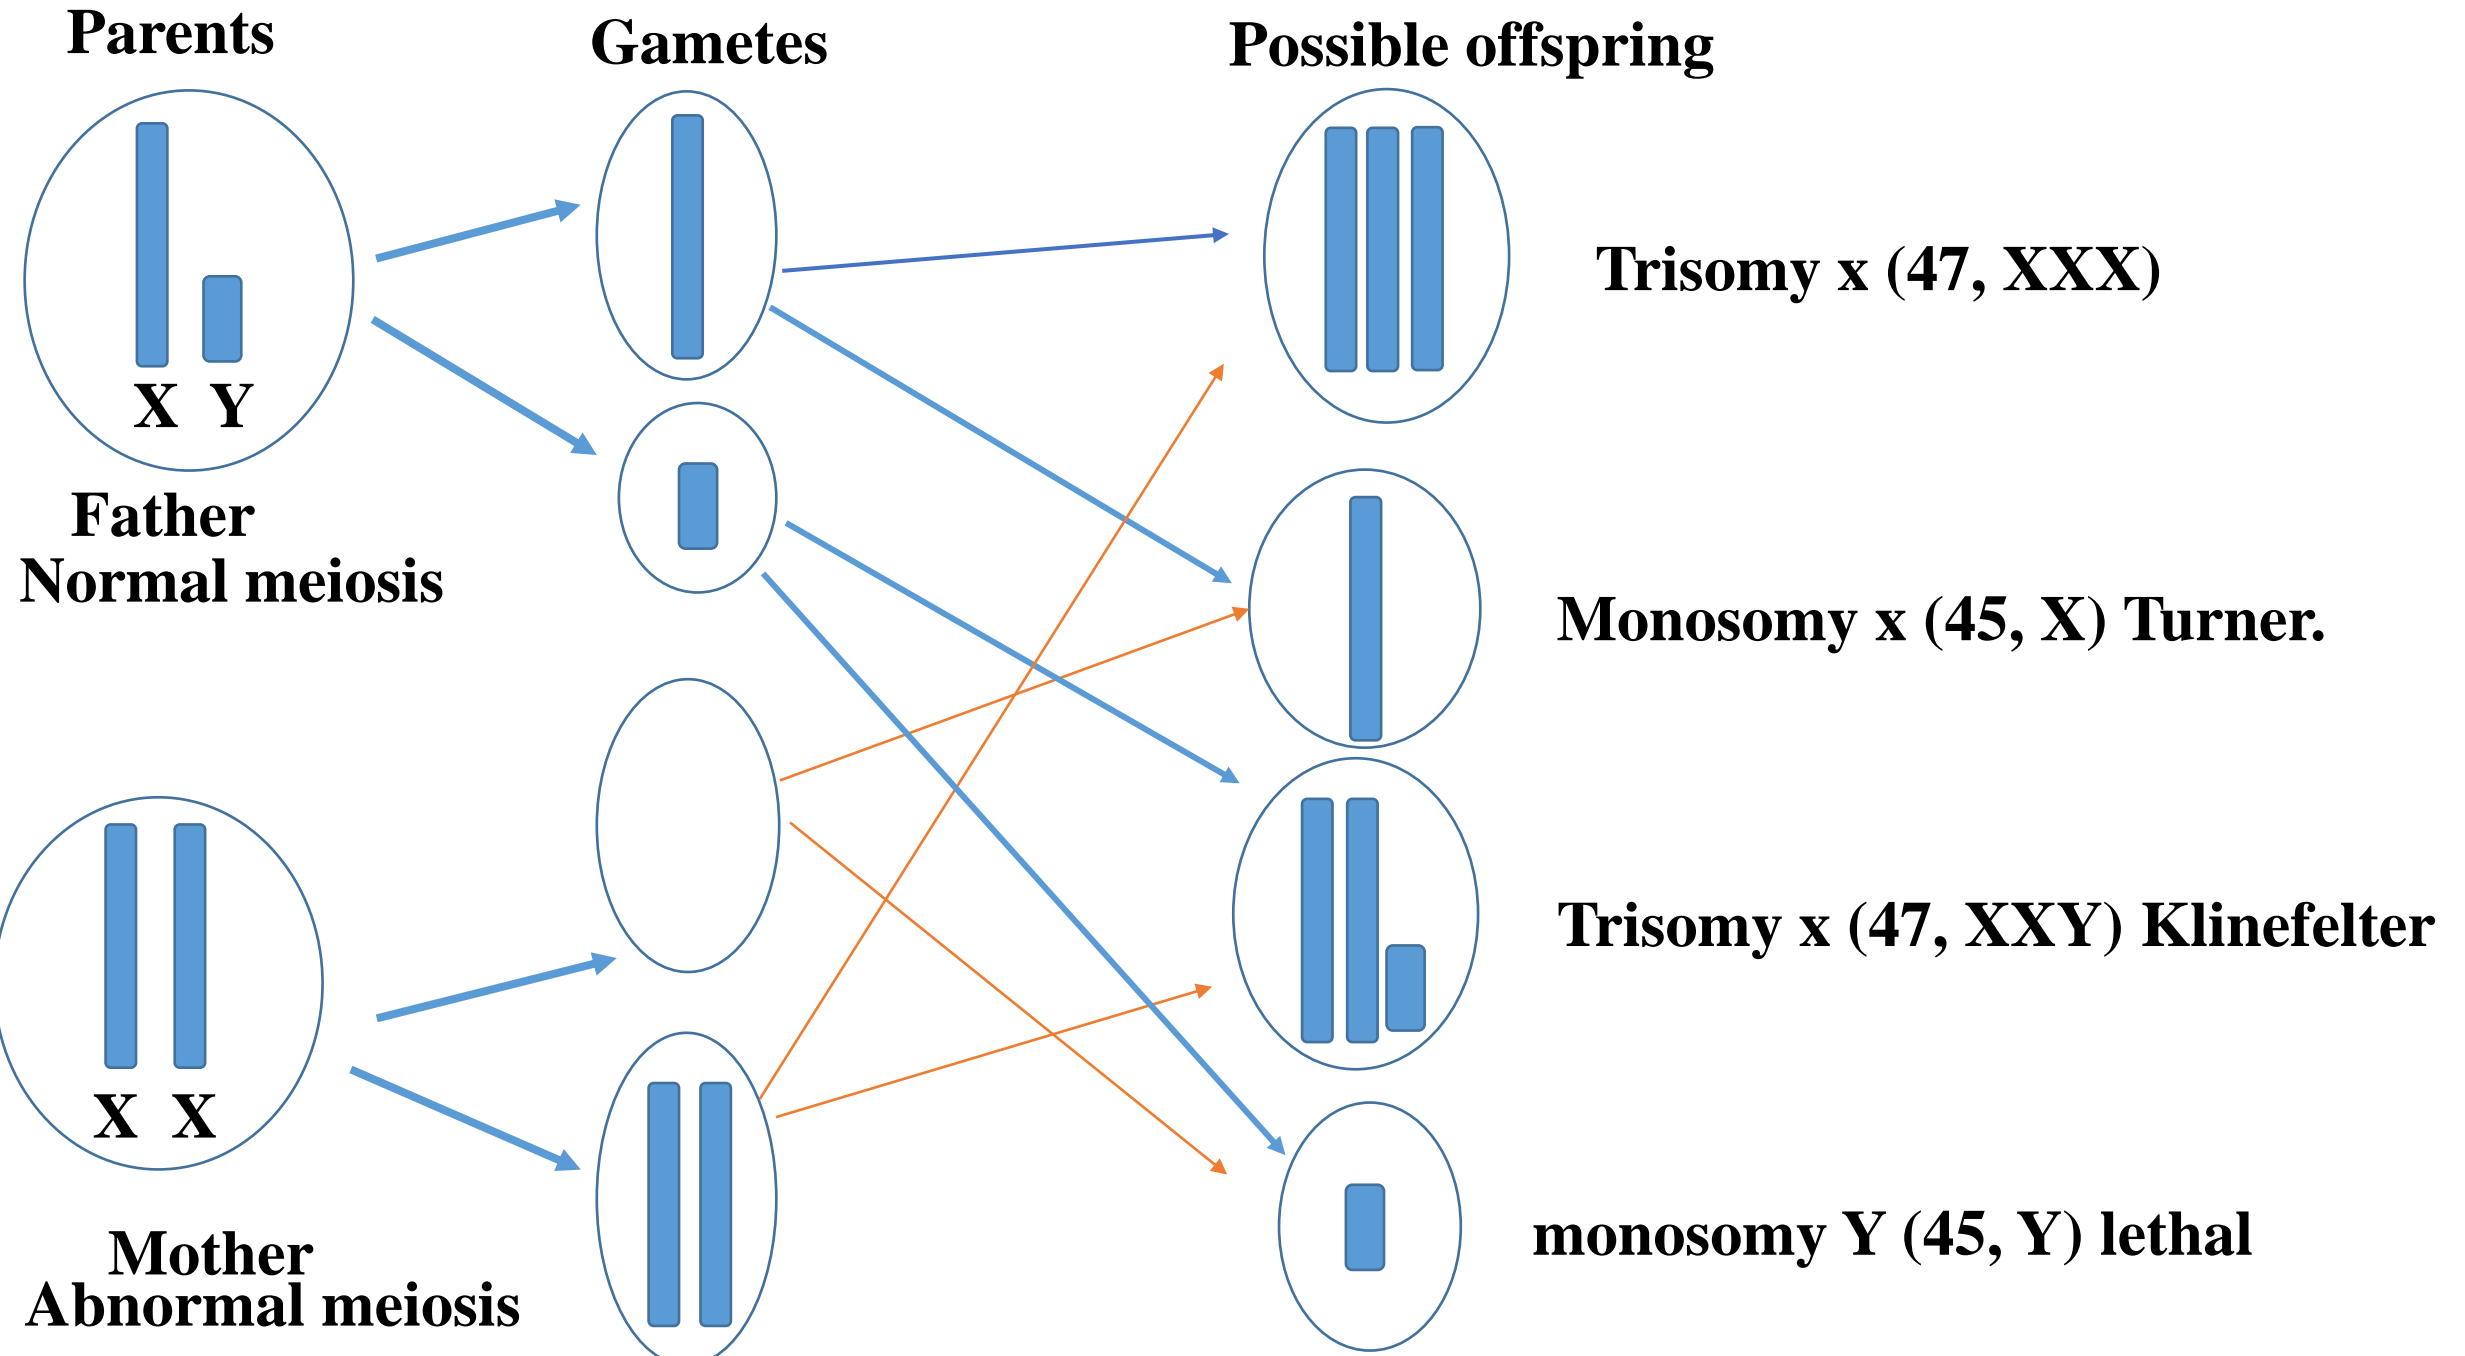 Parents
Gametes
Possible offspring
X Y
Father
Normal meiosis
Trisomy x (47, XXX)
Monosomy x (45, X) Turner.
Trisomy x (47, XXY) Klinefelter
X X
Mother
Abnormal meiosis
monosomy Y (45, Y) lethal